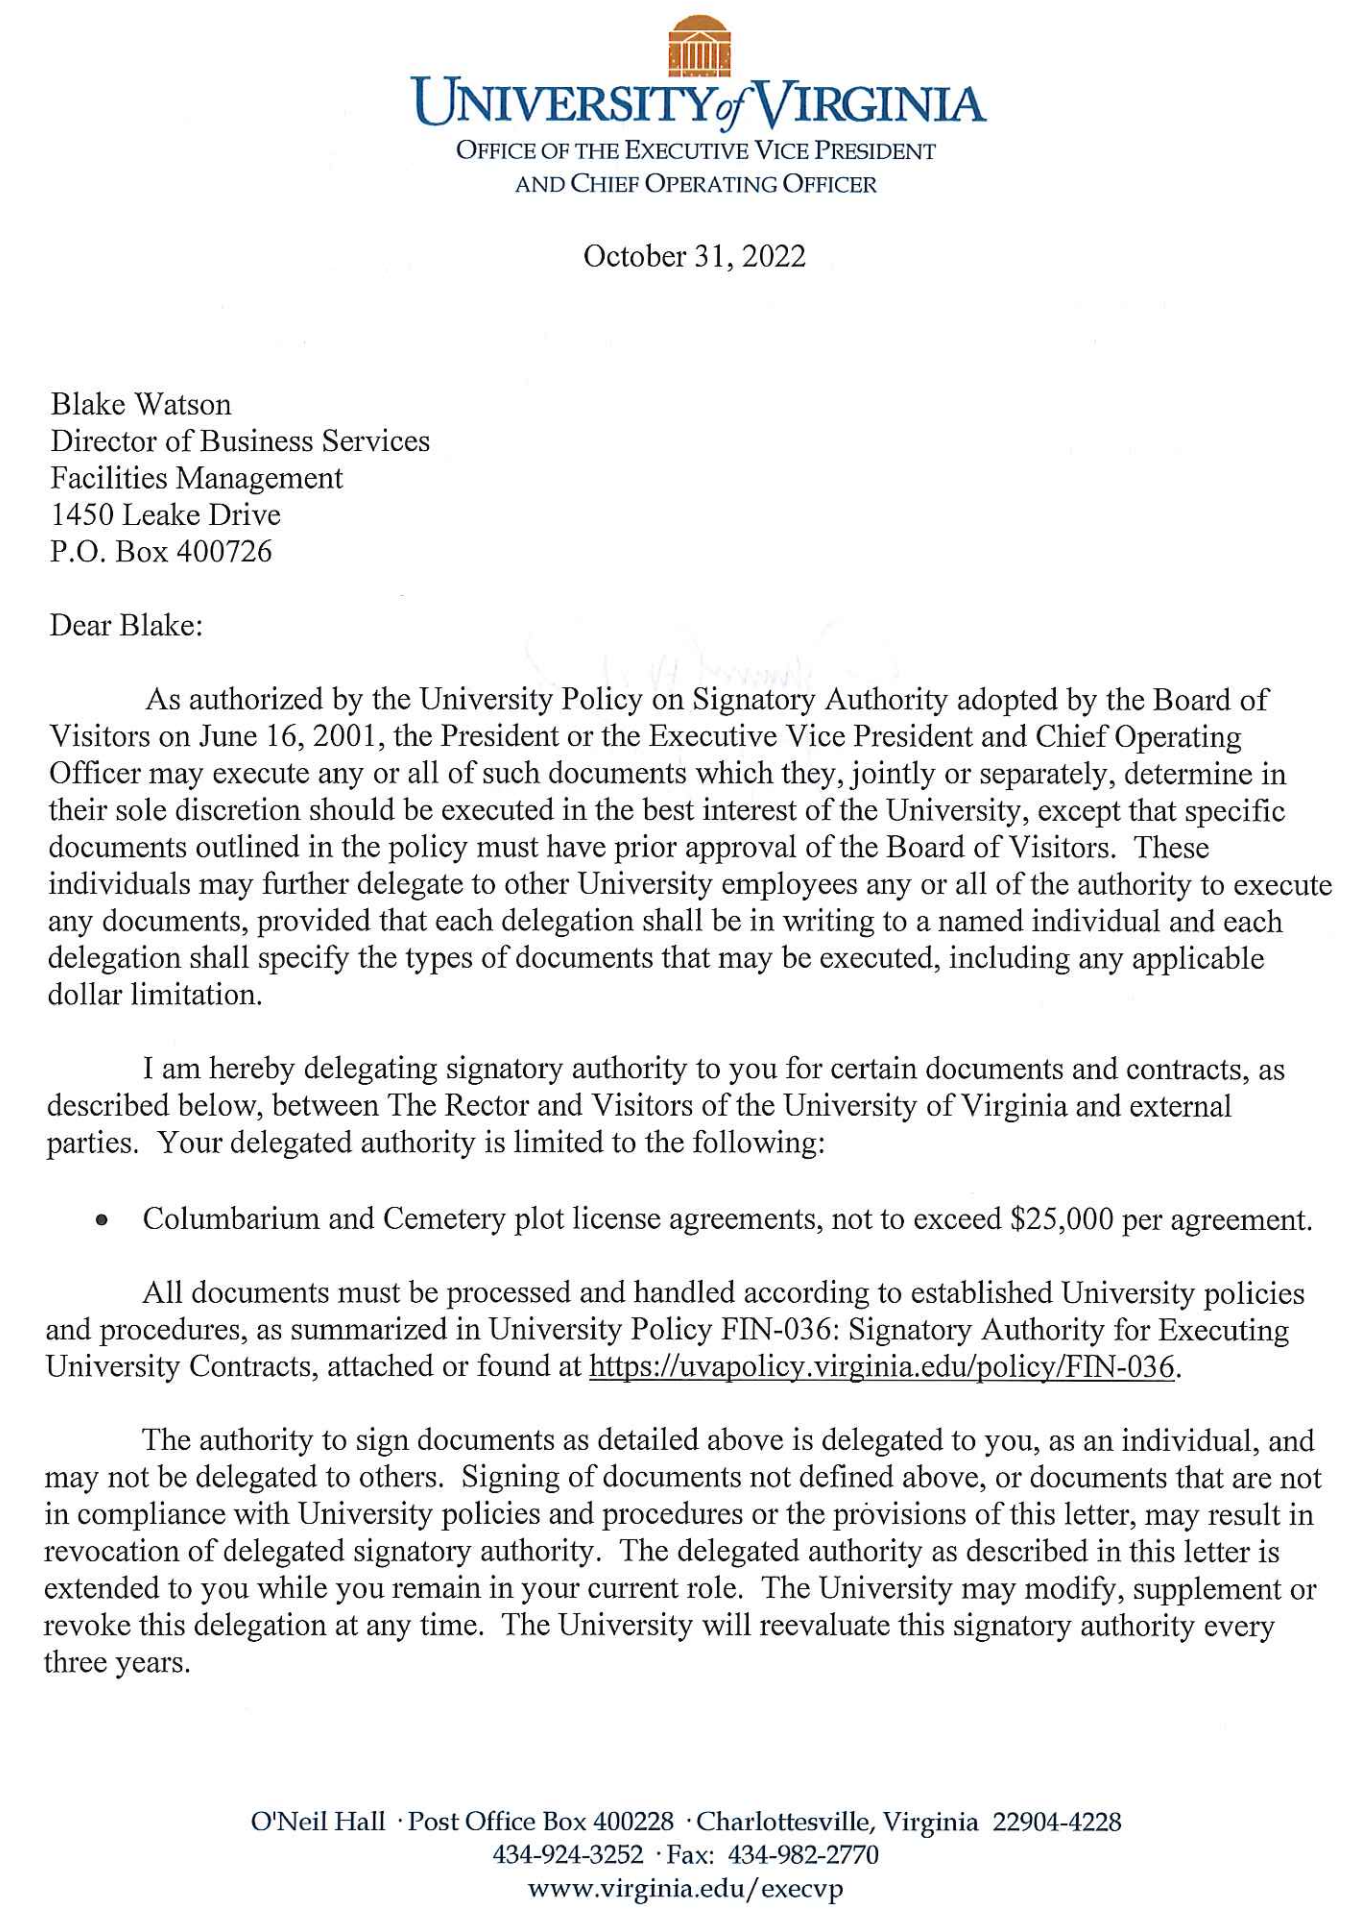 UNIVERSITY of VIRGINIA
OFFICE OF THE EXECUTIVE VICE PRESIDENT
AND CHIEF OPERATING OFFICER
October 31, 2022
Blake Watson
Director of Business Services
Facilities Management
1450 Leake Drive
P.O. Box 400726
Dear Blake:
As authorized by the University Policy on Signatory Authority adopted by the Board of
Visitors on June 16, 2001, the President or the Executive Vice President and Chief Operating
Officer may execute any or all of such documents which they, jointly or separately, determine in
their sole discretion should be executed in the best interest of the University, except that specific
documents outlined in the policy must have prior approval of the Board of Visitors. These
individuals may further delegate to other University employees any or all of the authority to execute
any documents, provided that each delegation shall be in writing to a named individual and each
delegation shall specify the types of documents that may be executed, including any applicable
dollar limitation.
I am hereby delegating signatory authority to you for certain documents and contracts, as
described below, between The Rector and Visitors of the University of Virginia and external
parties. Your delegated authority is limited to the following:
• Columbarium and Cemetery plot license agreements, not to exceed $25,000 per agreement.
All documents must be processed and handled according to established University policies
and procedures, as summarized in University Policy FIN-036: Signatory Authority for Executing
University Contracts, attached or found at https://uvapolicy.virginia.edu/policy/FIN-036.
The authority to sign documents as detailed above is delegated to you, as an individual, and
may not be delegated to others. Signing of documents not defined above, or documents that are not
in compliance with University policies and procedures or the provisions of this letter, may result in
revocation of delegated signatory authority. The delegated authority as described in this letter is
extended to you while you remain in your current role. The University may modify, supplement or
revoke this delegation at any time. The University will reevaluate this signatory authority every
three years.
O'Neil Hall · Post Office Box 400228 · Charlottesville, Virginia 22904-4228
434-924-3252 · Fax: 434-982-2770
www.virginia.edu/execvp